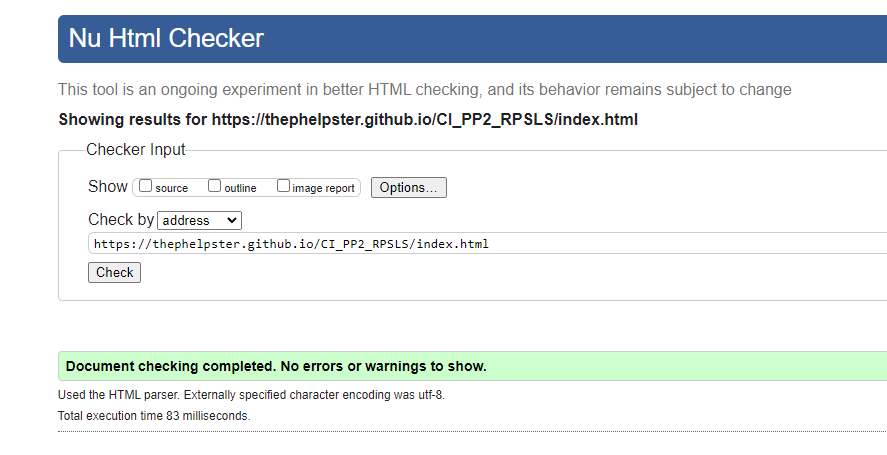 Nu Html Checker
This tool is an ongoing experiment in better HTML checking, and its behavior remains subject to change
Showing results for https://thephelpster.github.io/CI_PP2_RPSLS/index.html
Checker Input
Show source outline image report Options...
Check by address
https://thephelpster.github.io/CI_PP2_RPSLS/index.html
Check
Document checking completed. No errors or warnings to show.
Used the HTML parser. Externally specified character encoding was utf-8.
Total execution time 83 milliseconds.